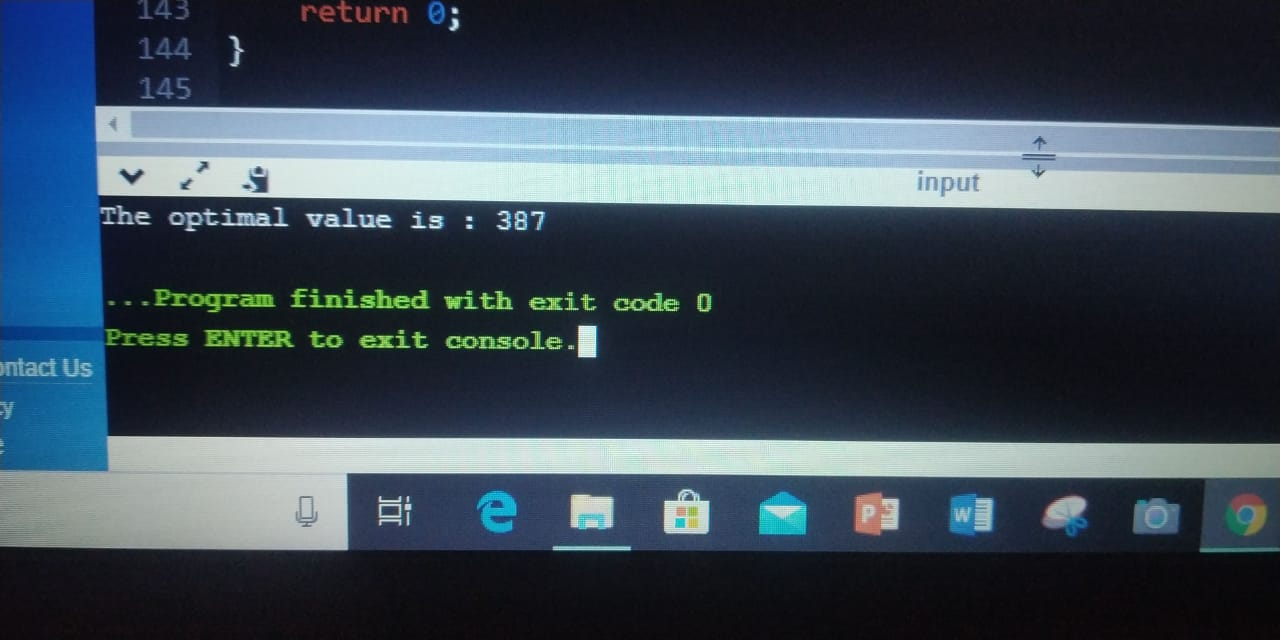 143 return 0;
144 }
145
input
The optimal value is : 387
...Program finished with exit code 0
Press ENTER to exit console.
ontact Us
cy
e
P
W